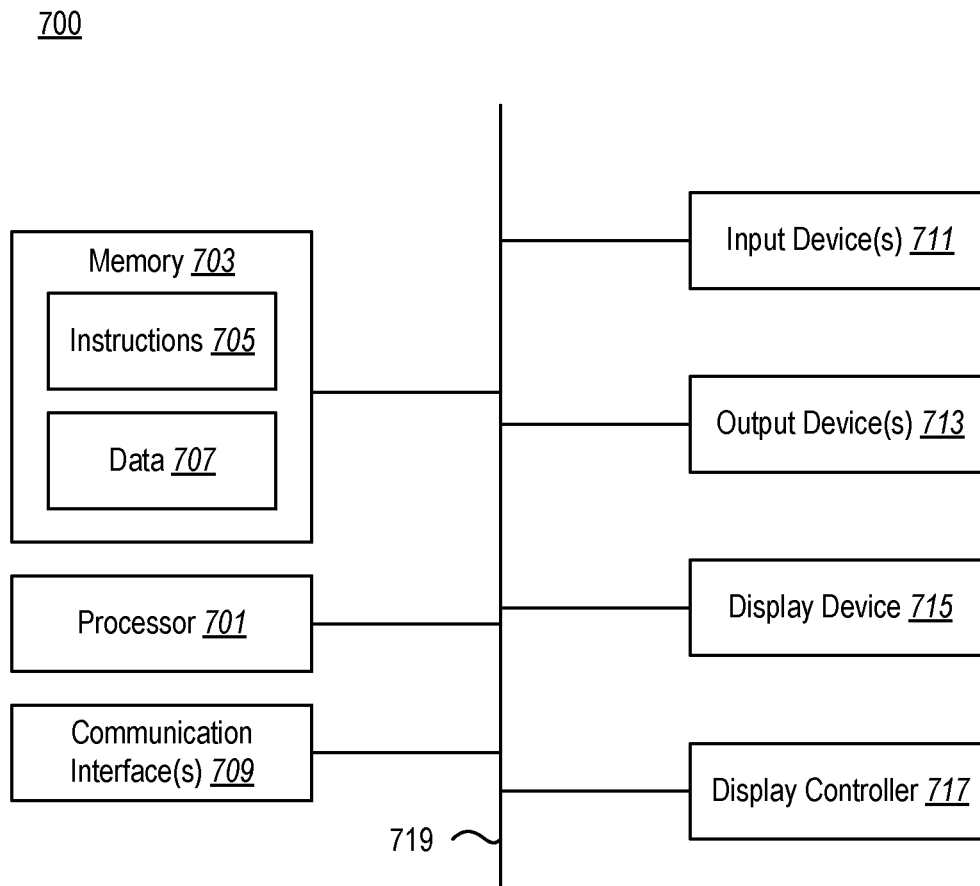 700
Memory 703
Instructions 705
Data 707
Processor 701
Communication
Interface(s) 709
Input Device(s) 711
Output Device(s) 713
Display Device 715
Display Controller 717
719